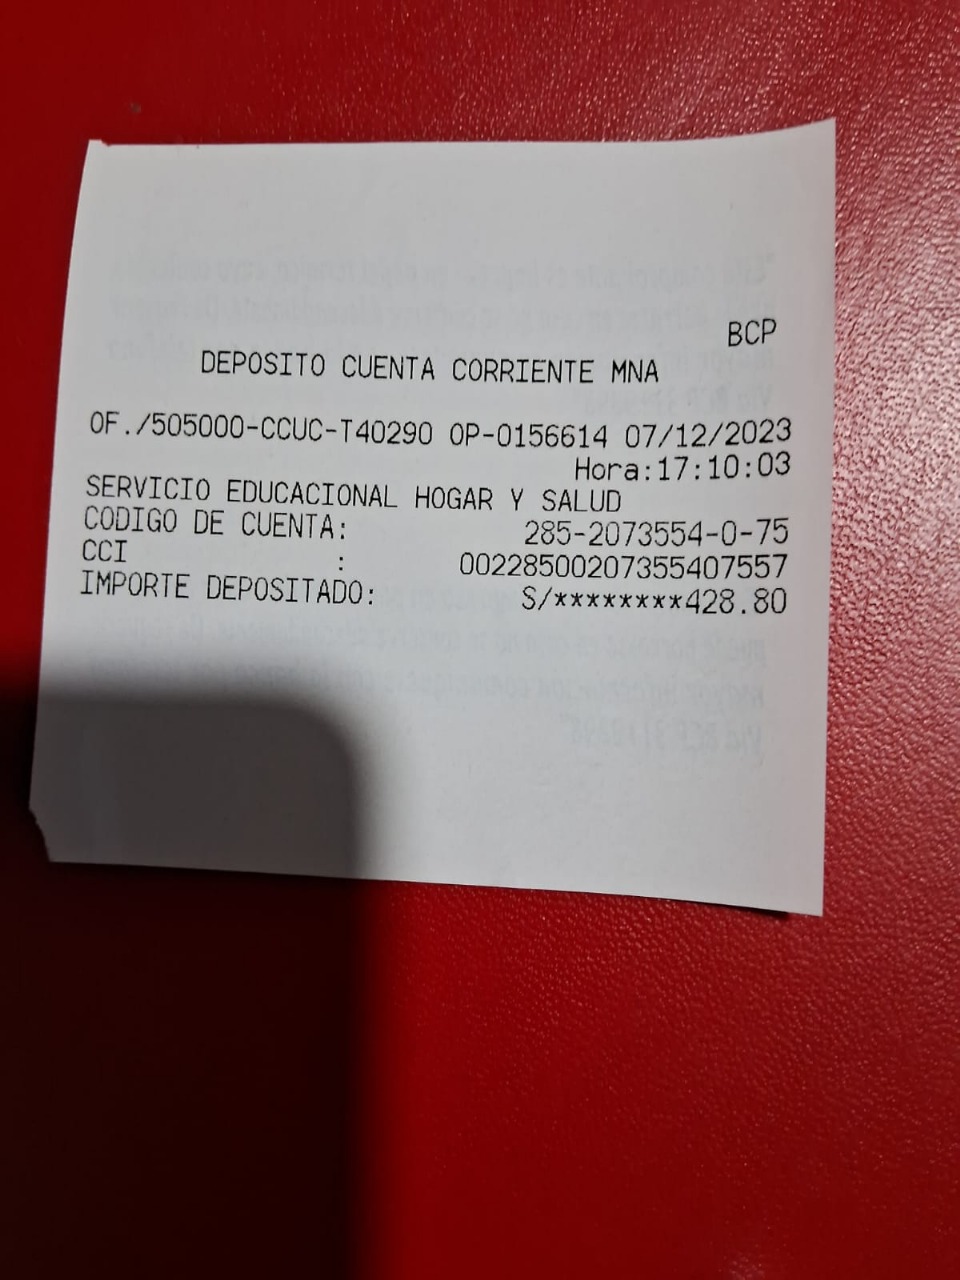 BCP
DEPOSITO CUENTA CORRIENTE MNA
OF./505000-CCUC-T40290 OP-0156614 07/12/2023
Hora:17:10:03
SERVICIO EDUCACIONAL HOGAR Y SALUD
CODIGO DE CUENTA: 285-2073554-0-75
CCI : 00228500207355407557
IMPORTE DEPOSITADO: S/********428.80